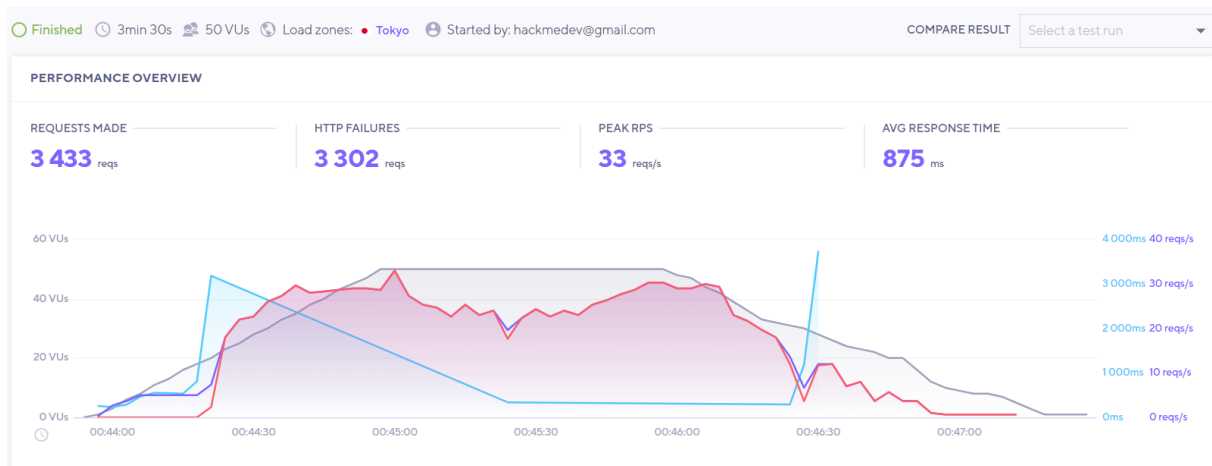 Finished 3min 30s 50 VUs Load zones: Tokyo Started by: hackmedev@gmail.com COMPARE RESULT Select a test run
PERFORMANCE OVERVIEW
REQUESTS MADE HTTP FAILURES PEAK RPS AVG RESPONSE TIME
3 433 reqs 3 302 reqs 33 reqs/s 875 ms
60 VUs 4 000ms 40 reqs/s
3 000ms 30 reqs/s
40 VUs
2 000ms 20 reqs/s
20 VUs
1 000ms 10 reqs/s
0 VUs 0ms 0 reqs/s
00:44:00 00:44:30 00:45:00 00:45:30 00:46:00 00:46:30 00:47:00